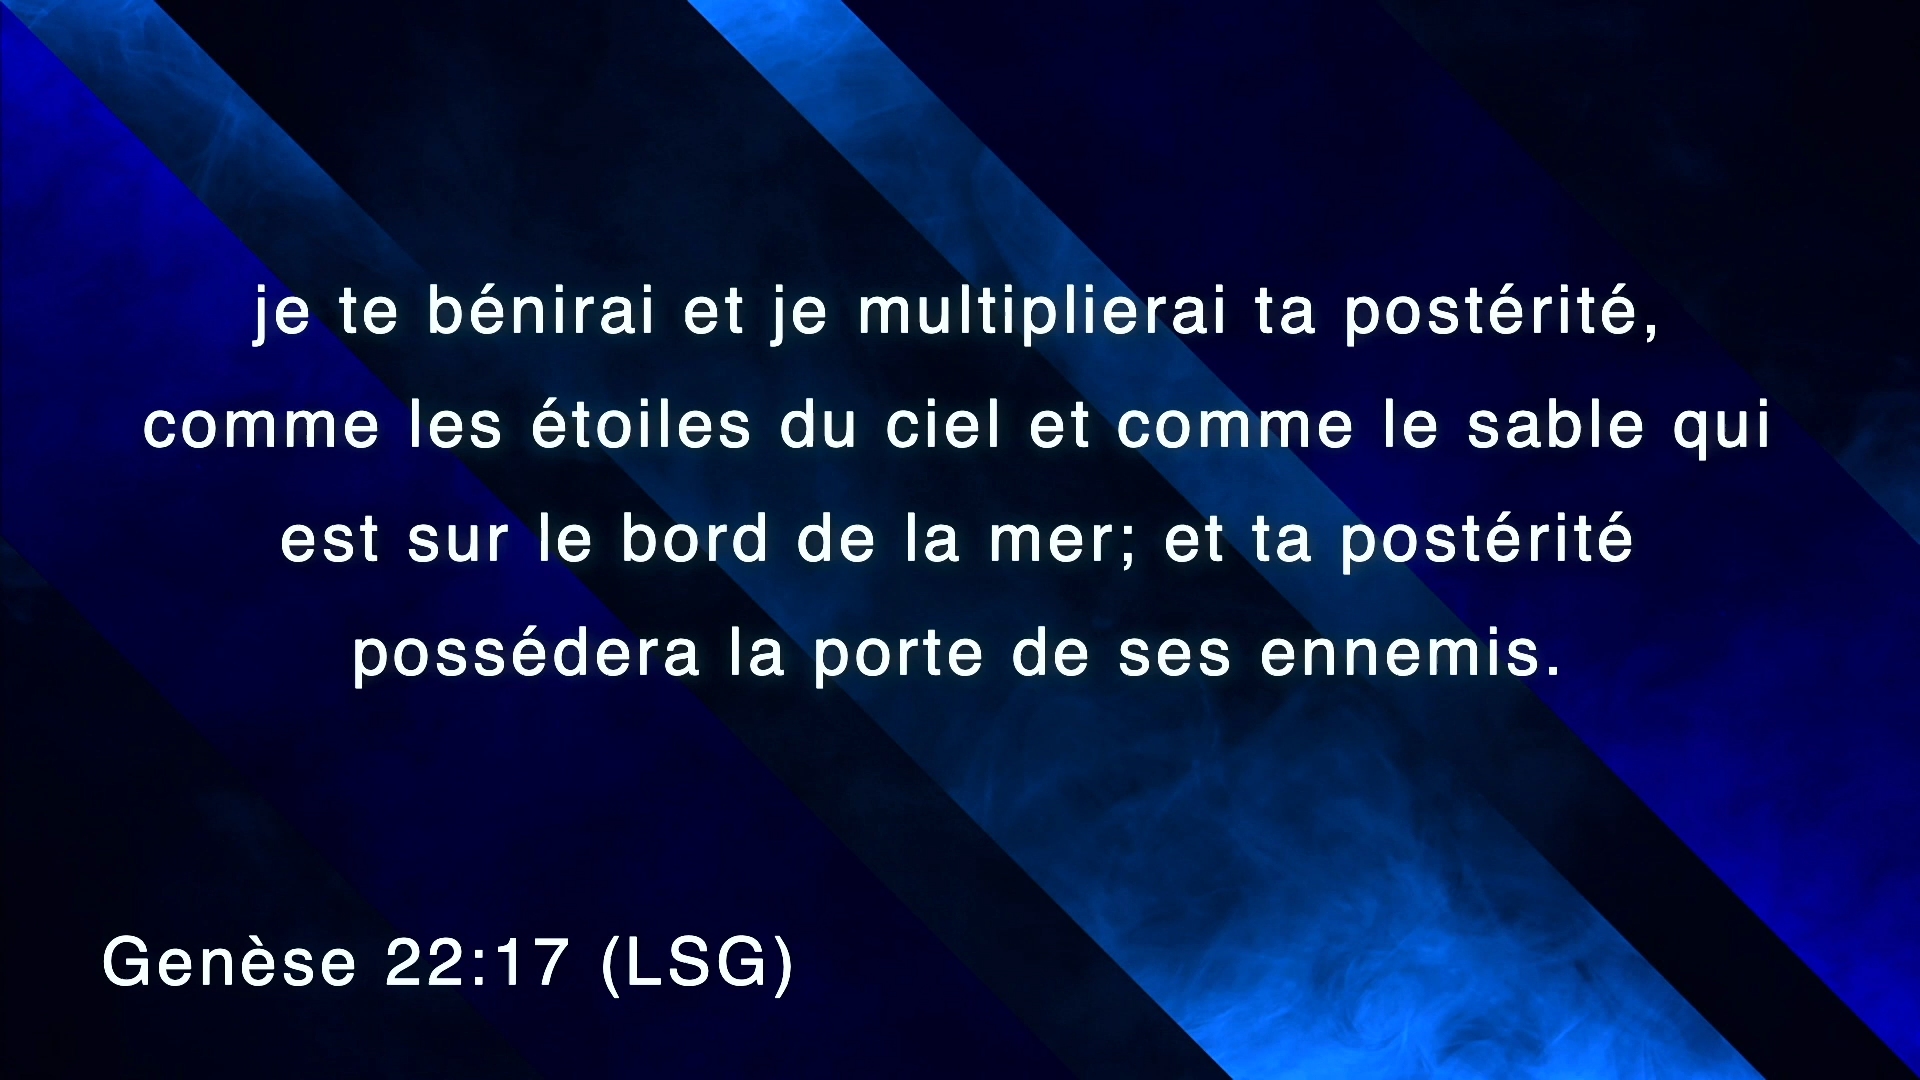 je te bénirai et je multiplierai ta postérité,
comme les étoiles du ciel et comme le sable qui
est sur le bord de la mer; et ta postérité
possédera la porte de ses ennemis.
Genèse 22:17 (LSG)